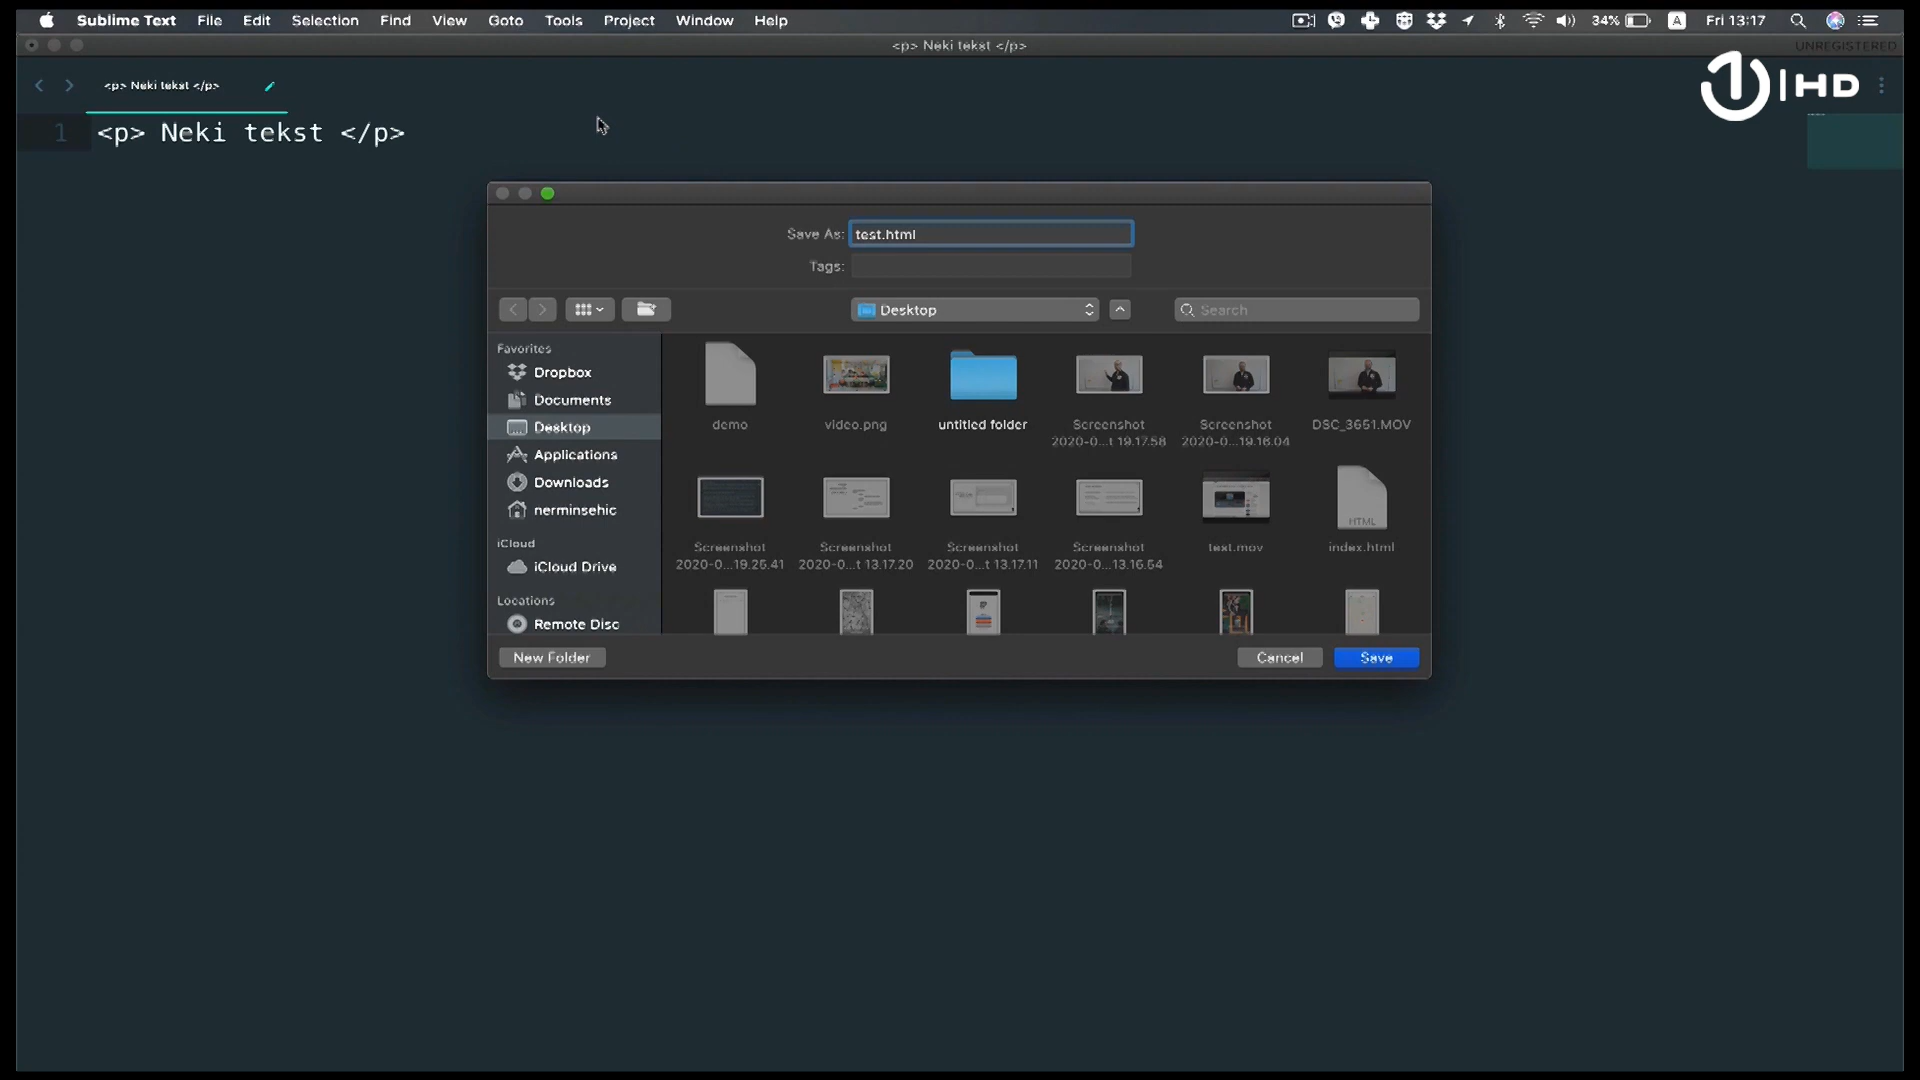 Sublime Text File Edit Selection Find View Goto Tools Project Window Help 34% A Fri 13:17
<p> Neki tekst </p> UNREGISTERED
<p> Neki tekst </p>
1 HD
1 <p> Neki tekst </p>
Save As: test.html
Tags:
Desktop Search
Favorites
Dropbox
Documents
Desktop
Applications
Downloads
nerminsehic
iCloud
iCloud Drive
Locations
Remote Disc
demo video.png untitled folder Screenshot Screenshot DSC_3651.MOV
2020-0...t 19.17.58 2020-0...19.16.04
HTML
Screenshot Screenshot Screenshot Screenshot test.mov index.html
2020-0...19.25.41 2020-0...t 13.17.20 2020-0...t 13.17.11 2020-0...13.16.54
New Folder Cancel Save